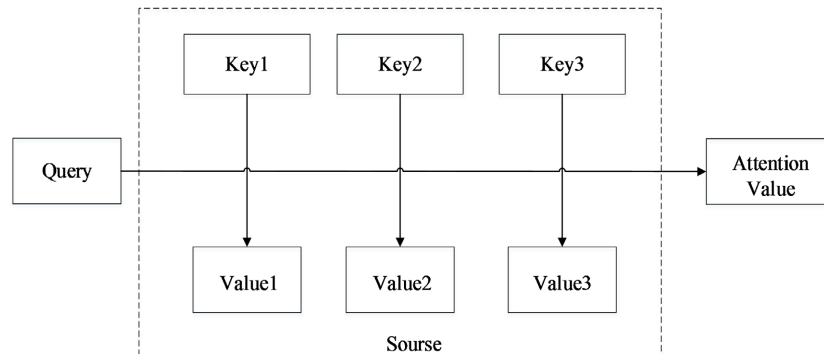 Key1
Key2
Key3
Query
Attention
Value
Value1
Value2
Value3
Sourse